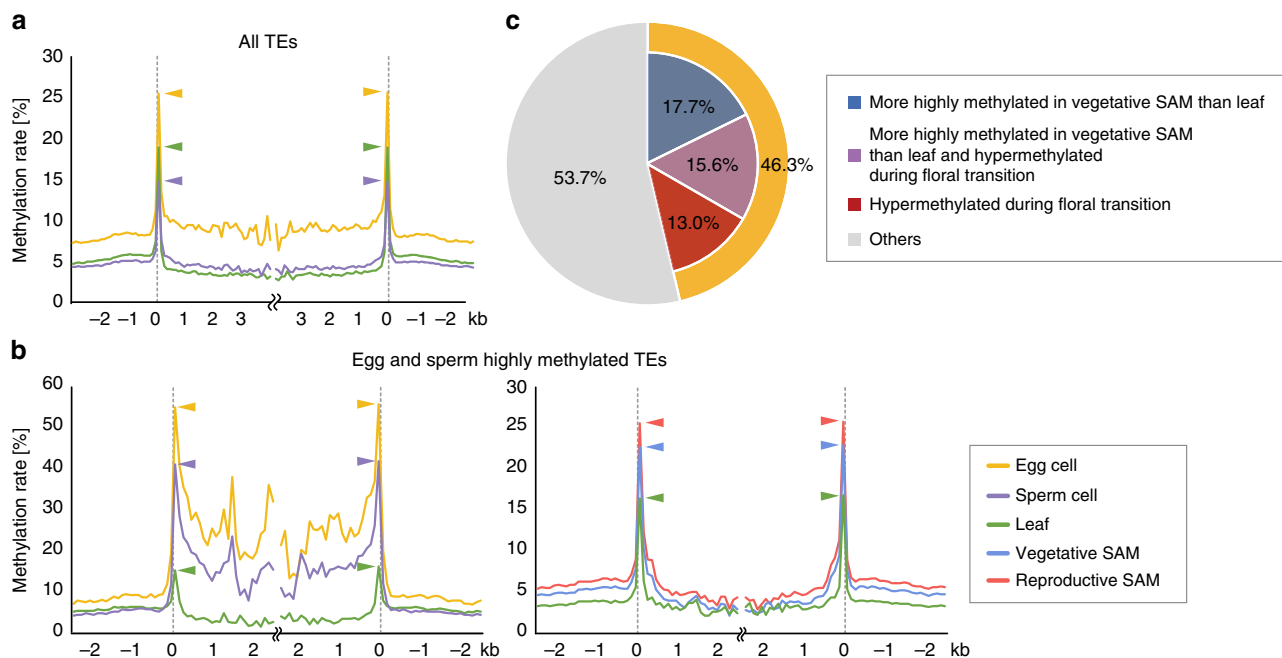 a
All TEs
Methylation rate [%]
30
25
20
15
10
5
0
−2 −1 0 1 2 3 3 2 1 0 −1 −2 kb
c
17.7%
15.6%
46.3%
13.0%
53.7%
More highly methylated in vegetative SAM than leaf
More highly methylated in vegetative SAM
than leaf and hypermethylated
during floral transition
Hypermethylated during floral transition
Others
b
Egg and sperm highly methylated TEs
Methylation rate [%]
60
50
40
30
20
10
0
−2 −1 0 1 2 2 1 0 −1 −2 kb
30
25
20
15
10
5
0
−2 −1 0 1 2 2 1 0 −1 −2 kb
Egg cell
Sperm cell
Leaf
Vegetative SAM
Reproductive SAM